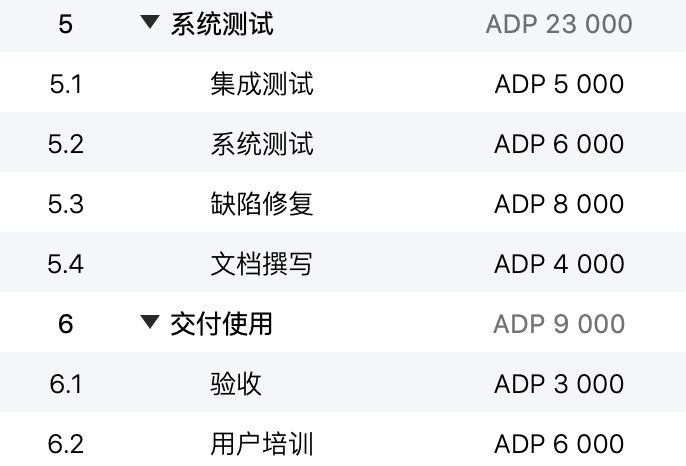 5 ▼ 系统测试 ADP 23 000
5.1 集成测试 ADP 5 000
5.2 系统测试 ADP 6 000
5.3 缺陷修复 ADP 8 000
5.4 文档撰写 ADP 4 000
6 ▼ 交付使用 ADP 9 000
6.1 验收 ADP 3 000
6.2 用户培训 ADP 6 000